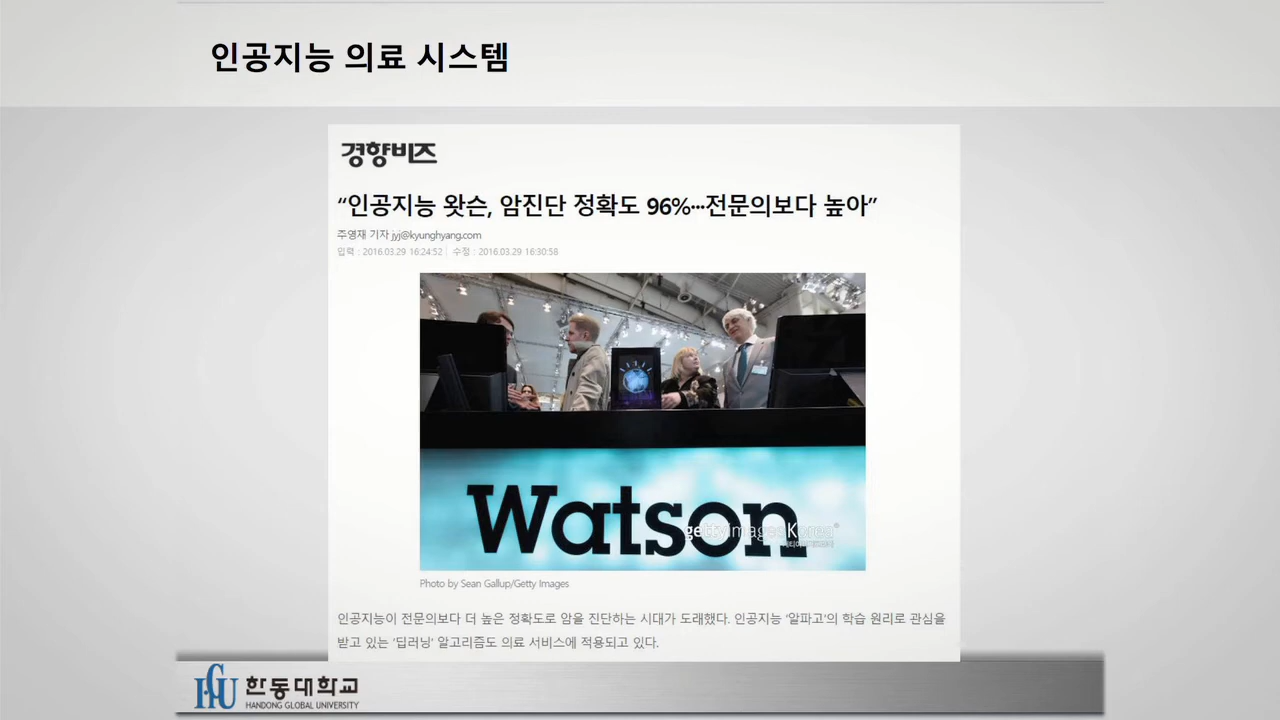 인공지능 의료 시스템
경향비즈
“인공지능 왓슨, 암진단 정확도 96%···전문의보다 높아”
주영재 기자 jyj@kyunghyang.com
입력 : 2016.03.29 16:24:52 | 수정 : 2016.03.29 16:30:58
Watson
gettyimagesKorea
Photo by Sean Gallup/Getty Images
인공지능이 전문의보다 더 높은 정확도로 암을 진단하는 시대가 도래했다. 인공지능 ‘알파고’의 학습 원리로 관심을
받고 있는 ‘딥러닝’ 알고리즘도 의료 서비스에 적용되고 있다.
HGU 한동대학교
HANDONG GLOBAL UNIVERSITY